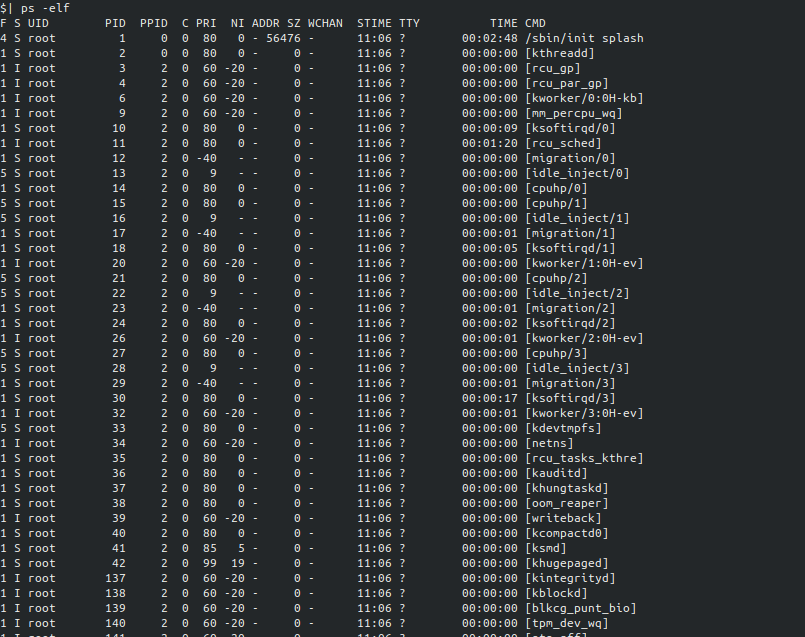 $| ps -elf
F S UID        PID  PPID  C PRI  NI ADDR SZ WCHAN  STIME TTY          TIME CMD
4 S root         1     0  0  80   0 - 56476 -      11:06 ?        00:02:48 /sbin/init splash
1 S root         2     0  0  80   0 -     0 -      11:06 ?        00:00:00 [kthreadd]
1 I root         3     2  0  60 -20 -     0 -      11:06 ?        00:00:00 [rcu_gp]
1 I root         4     2  0  60 -20 -     0 -      11:06 ?        00:00:00 [rcu_par_gp]
1 I root         6     2  0  60 -20 -     0 -      11:06 ?        00:00:00 [kworker/0:0H-kb]
1 I root         9     2  0  60 -20 -     0 -      11:06 ?        00:00:00 [mm_percpu_wq]
1 S root        10     2  0  80   0 -     0 -      11:06 ?        00:00:09 [ksoftirqd/0]
1 I root        11     2  0  80   0 -     0 -      11:06 ?        00:01:20 [rcu_sched]
1 S root        12     2  0 -40   - -     0 -      11:06 ?        00:00:00 [migration/0]
5 S root        13     2  0   9   - -     0 -      11:06 ?        00:00:00 [idle_inject/0]
1 S root        14     2  0  80   0 -     0 -      11:06 ?        00:00:00 [cpuhp/0]
5 S root        15     2  0  80   0 -     0 -      11:06 ?        00:00:00 [cpuhp/1]
5 S root        16     2  0   9   - -     0 -      11:06 ?        00:00:00 [idle_inject/1]
1 S root        17     2  0 -40   - -     0 -      11:06 ?        00:00:01 [migration/1]
1 S root        18     2  0  80   0 -     0 -      11:06 ?        00:00:05 [ksoftirqd/1]
1 I root        20     2  0  60 -20 -     0 -      11:06 ?        00:00:00 [kworker/1:0H-ev]
5 S root        21     2  0  80   0 -     0 -      11:06 ?        00:00:00 [cpuhp/2]
5 S root        22     2  0   9   - -     0 -      11:06 ?        00:00:00 [idle_inject/2]
1 S root        23     2  0 -40   - -     0 -      11:06 ?        00:00:01 [migration/2]
1 S root        24     2  0  80   0 -     0 -      11:06 ?        00:00:02 [ksoftirqd/2]
1 I root        26     2  0  60 -20 -     0 -      11:06 ?        00:00:01 [kworker/2:0H-ev]
5 S root        27     2  0  80   0 -     0 -      11:06 ?        00:00:00 [cpuhp/3]
5 S root        28     2  0   9   - -     0 -      11:06 ?        00:00:00 [idle_inject/3]
1 S root        29     2  0 -40   - -     0 -      11:06 ?        00:00:01 [migration/3]
1 S root        30     2  0  80   0 -     0 -      11:06 ?        00:00:17 [ksoftirqd/3]
1 I root        32     2  0  60 -20 -     0 -      11:06 ?        00:00:01 [kworker/3:0H-ev]
5 S root        33     2  0  80   0 -     0 -      11:06 ?        00:00:00 [kdevtmpfs]
1 I root        34     2  0  60 -20 -     0 -      11:06 ?        00:00:00 [netns]
1 S root        35     2  0  80   0 -     0 -      11:06 ?        00:00:00 [rcu_tasks_kthre]
1 S root        36     2  0  80   0 -     0 -      11:06 ?        00:00:00 [kauditd]
1 S root        37     2  0  80   0 -     0 -      11:06 ?        00:00:00 [khungtaskd]
1 S root        38     2  0  80   0 -     0 -      11:06 ?        00:00:00 [oom_reaper]
1 I root        39     2  0  60 -20 -     0 -      11:06 ?        00:00:00 [writeback]
1 S root        40     2  0  80   0 -     0 -      11:06 ?        00:00:00 [kcompactd0]
1 S root        41     2  0  85   5 -     0 -      11:06 ?        00:00:00 [ksmd]
1 S root        42     2  0  99  19 -     0 -      11:06 ?        00:00:00 [khugepaged]
1 I root       137     2  0  60 -20 -     0 -      11:06 ?        00:00:00 [kintegrityd]
1 I root       138     2  0  60 -20 -     0 -      11:06 ?        00:00:00 [kblockd]
1 I root       139     2  0  60 -20 -     0 -      11:06 ?        00:00:00 [blkcg_punt_bio]
1 I root       140     2  0  60 -20 -     0 -      11:06 ?        00:00:00 [tpm_dev_wq]